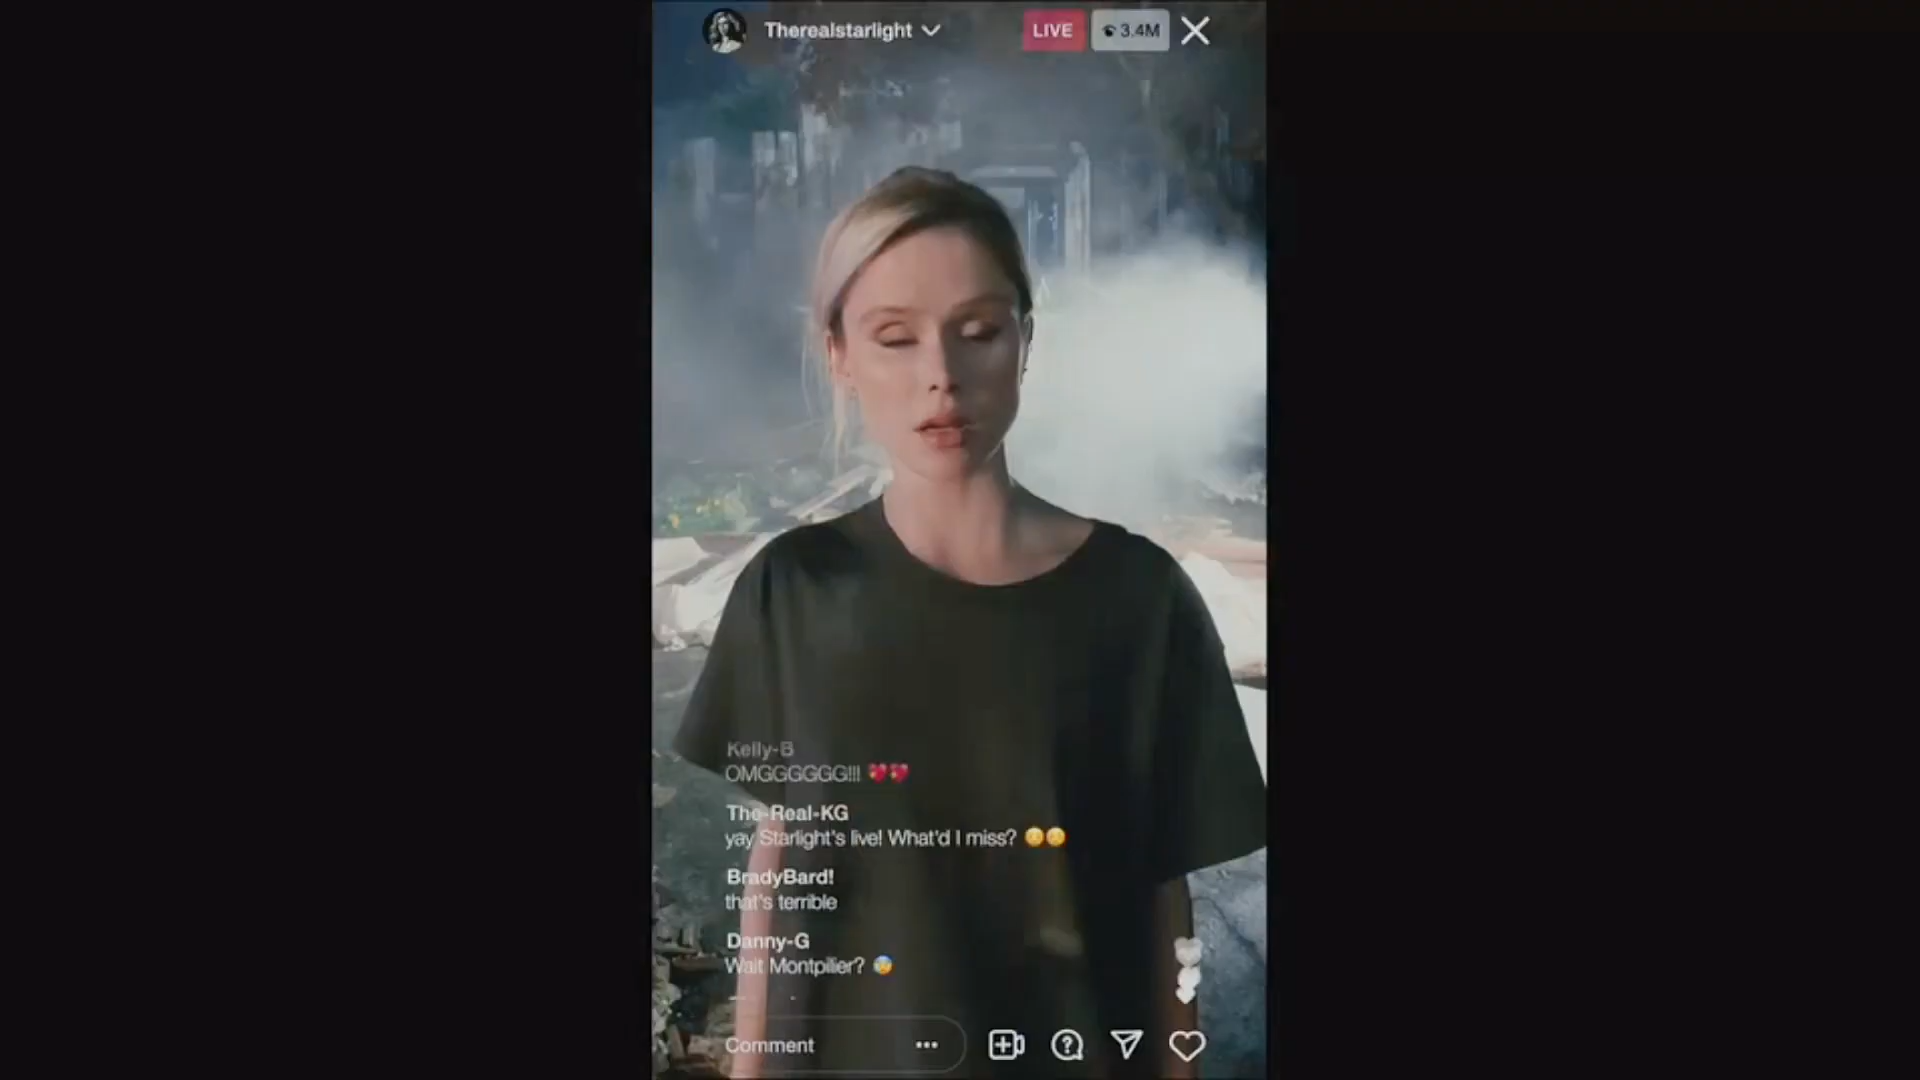 Therealstarlight
LIVE 3.4M
Kelly-B
OMGGGGGG!!! 💖💖
The-Real-KG
yay Starlight's live! What'd I miss?
BradyBard!
that's terrible
Danny-G
Wait Montpilier? 😰
Comment